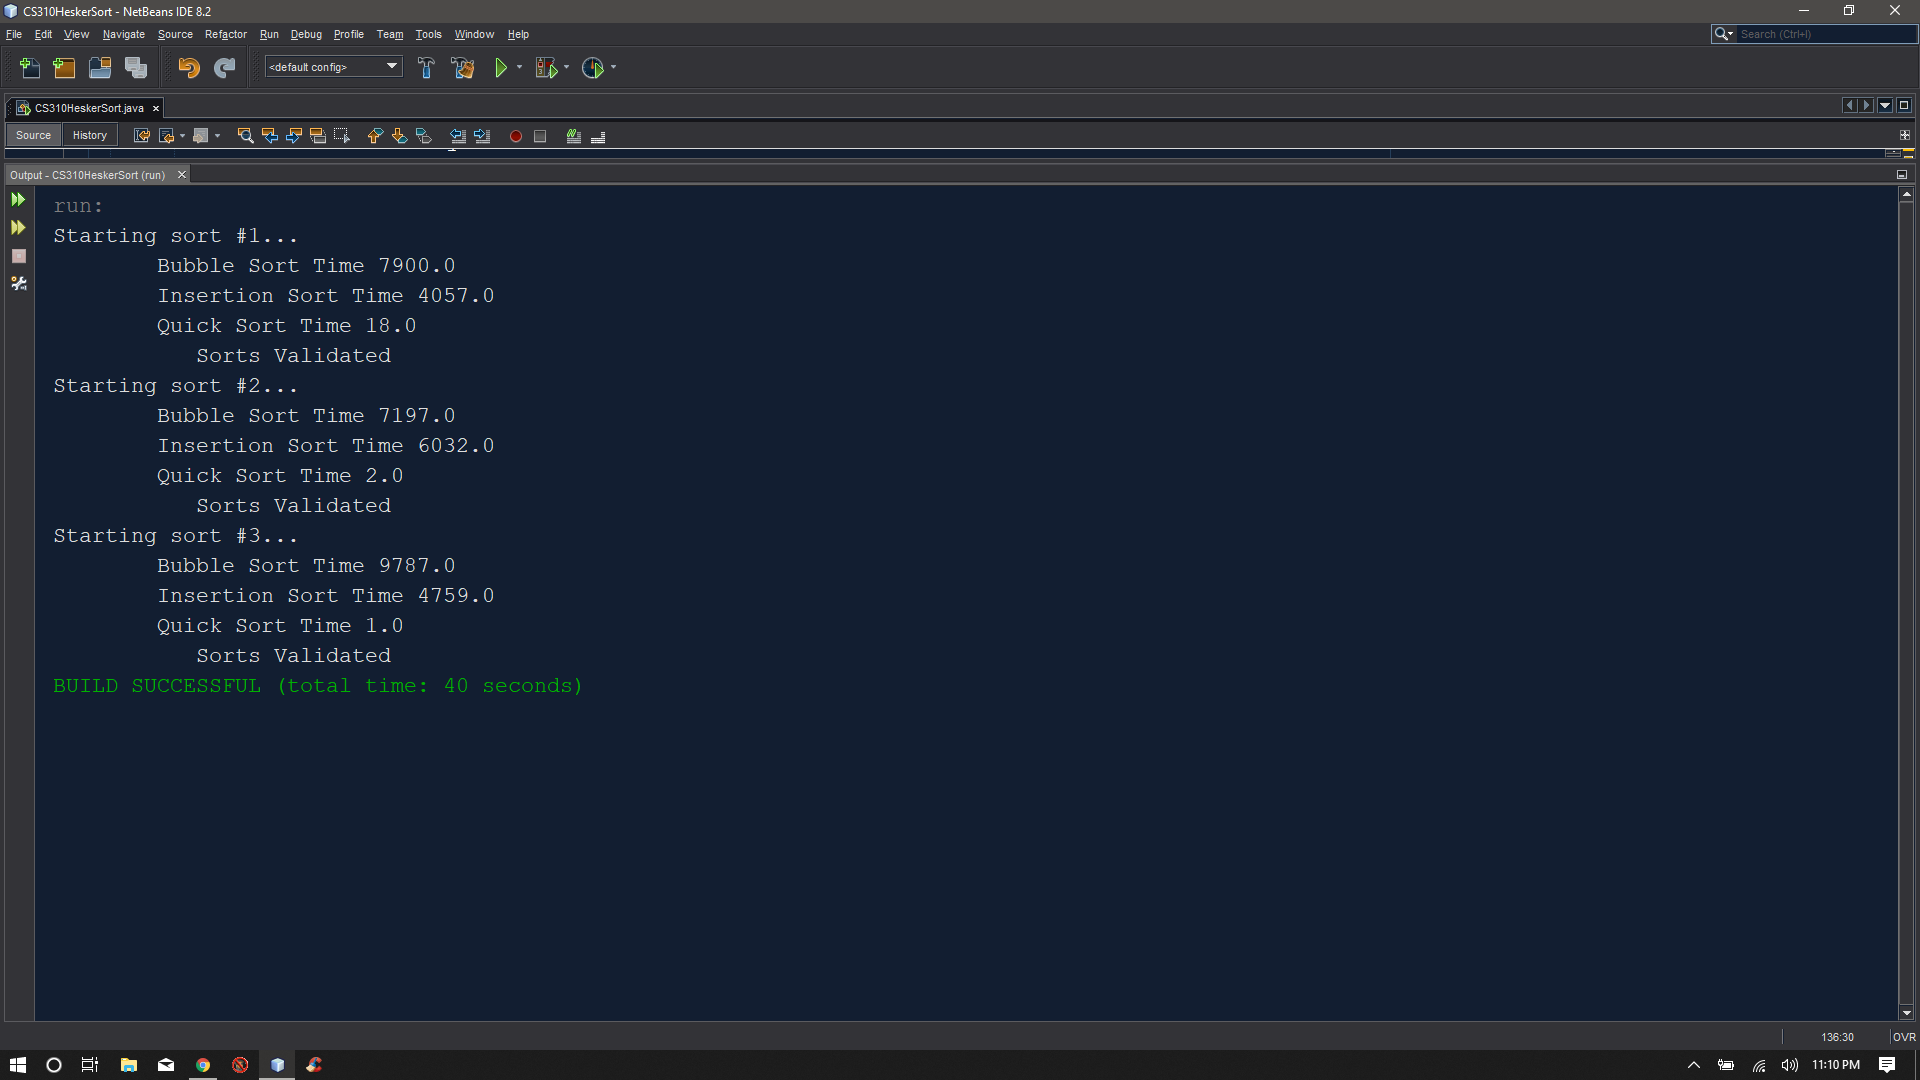 CS310HeskerSort - NetBeans IDE 8.2
File Edit View Navigate Source Refactor Run Debug Profile Team Tools Window Help
Search (Ctrl+I)
<default config>
CS310HeskerSort.java
Source History
Output - CS310HeskerSort (run)
run:
Starting sort #1...
Bubble Sort Time 7900.0
Insertion Sort Time 4057.0
Quick Sort Time 18.0
Sorts Validated
Starting sort #2...
Bubble Sort Time 7197.0
Insertion Sort Time 6032.0
Quick Sort Time 2.0
Sorts Validated
Starting sort #3...
Bubble Sort Time 9787.0
Insertion Sort Time 4759.0
Quick Sort Time 1.0
Sorts Validated
BUILD SUCCESSFUL (total time: 40 seconds)
136:30 OVR
11:10 PM